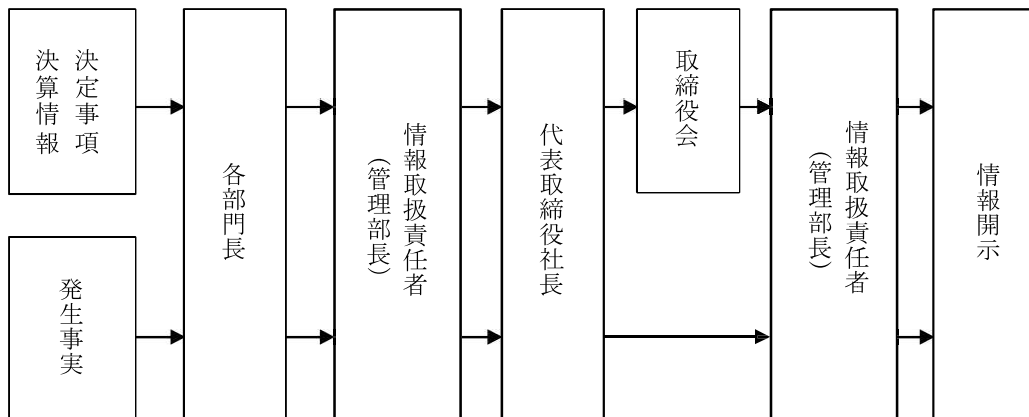 決定事項
決算情報
発生事実
各部門長
情報取扱責任者
(管理部長)
代表取締役社長
取締役会
情報取扱責任者
(管理部長)
情報開示